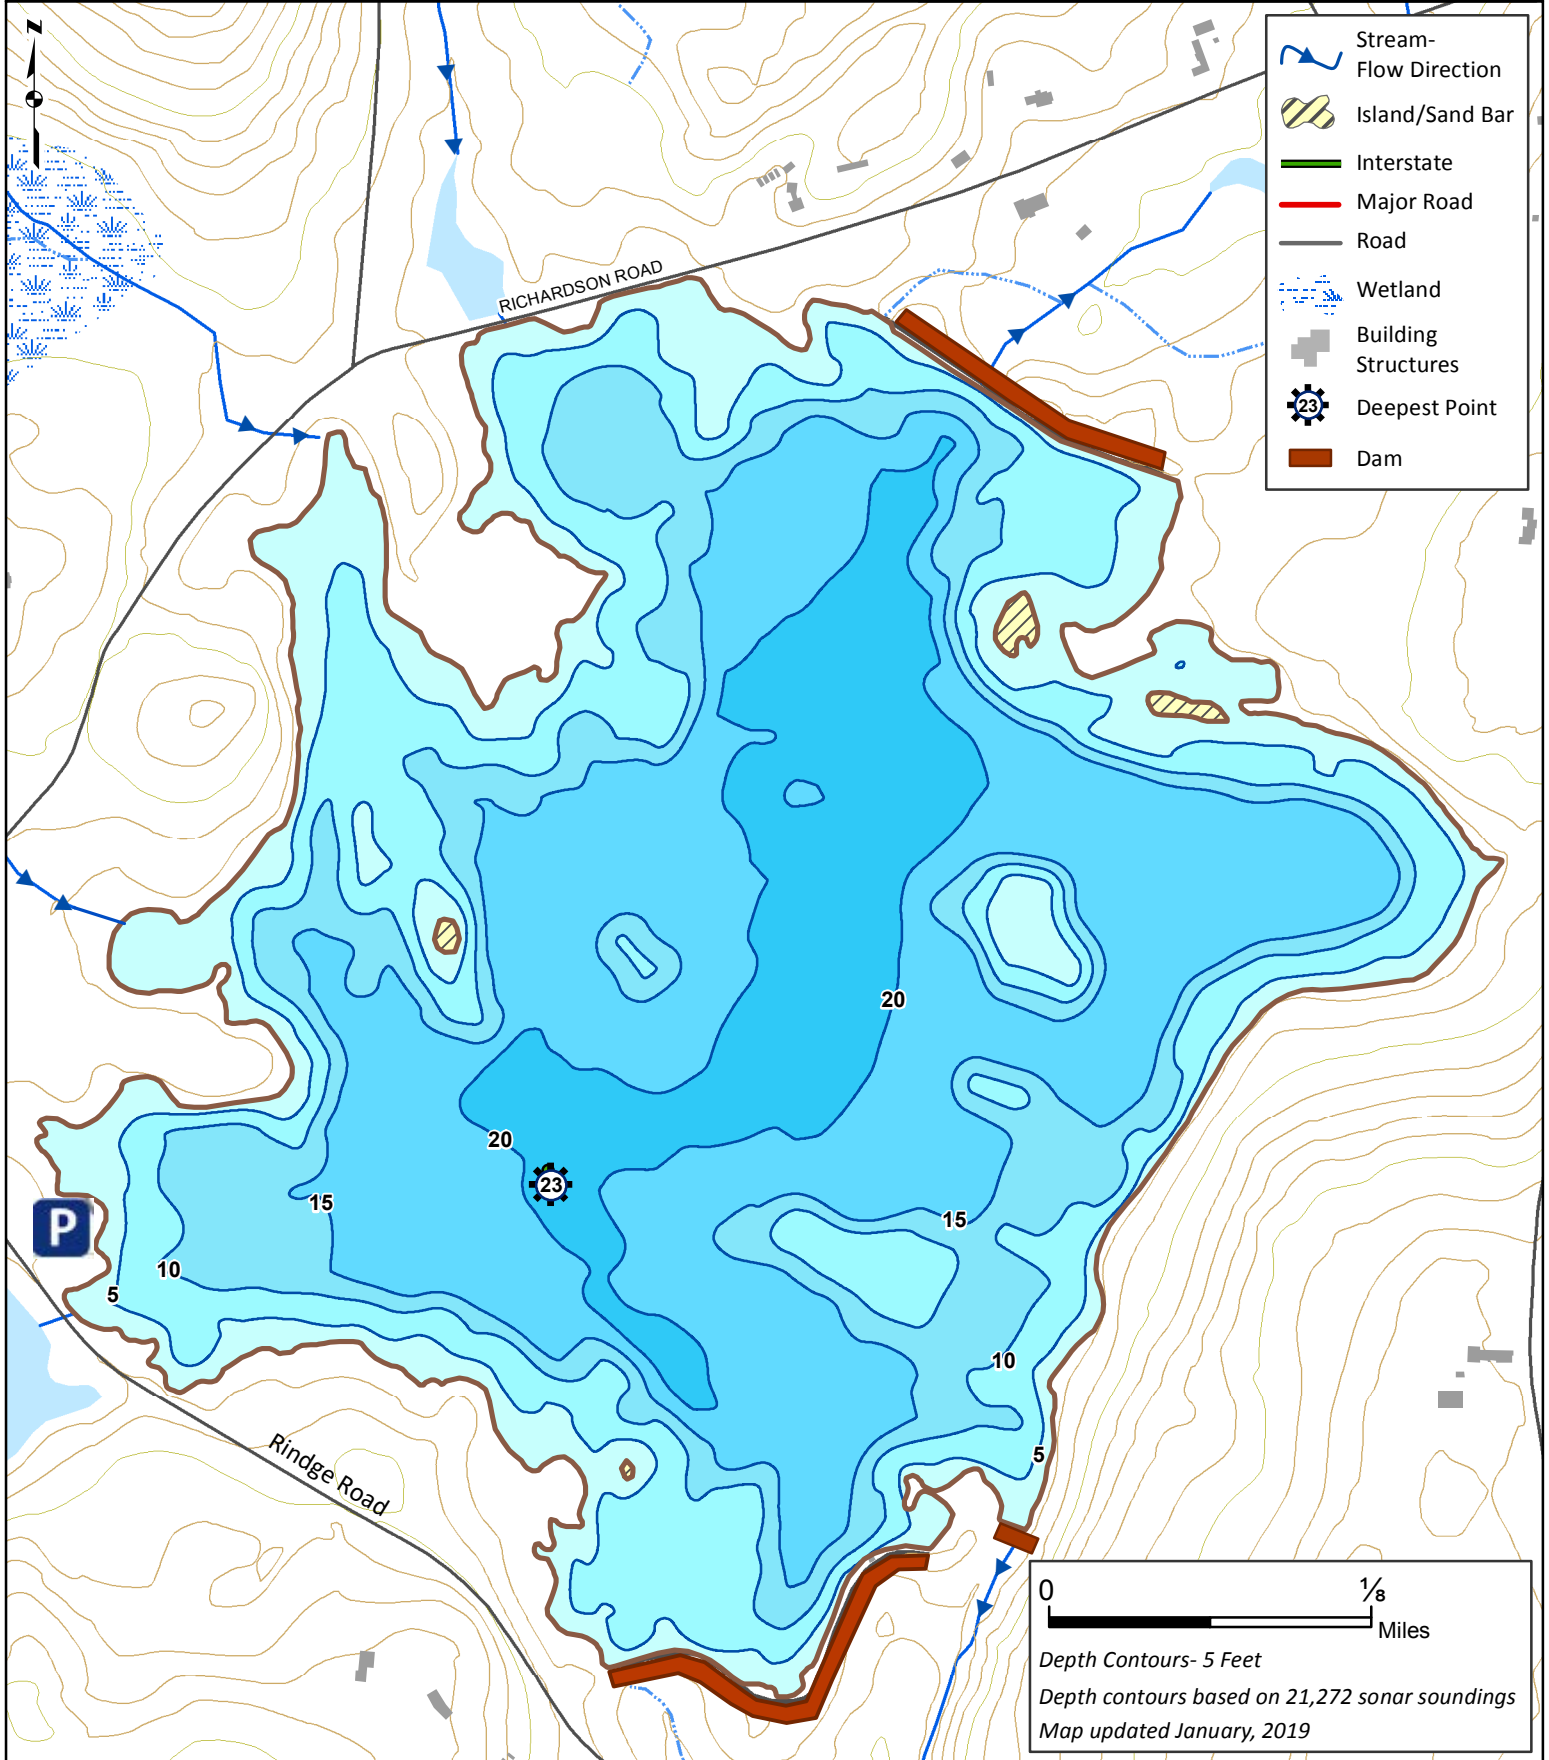 N
Stream-
Flow Direction
Island/Sand Bar
Interstate
Major Road
Road
Wetland
Building
Structures
23
Deepest Point
Dam
RICHARDSON ROAD
20
20
23
15
15
P
10
5
10
5
Rindge Road
0 ⅛
Miles
Depth Contours- 5 Feet
Depth contours based on 21,272 sonar soundings
Map updated January, 2019